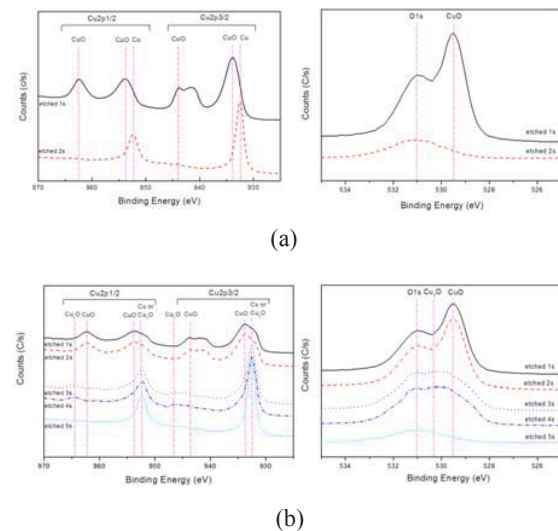 Cu2p1/2 Cu2p3/2
CuO CuO Cu CuO CuO Cu
etched 1s
etched 2s
Counts (c/s)
970 960 950 940 930
Binding Energy (eV)
O1s CuO
etched 1s
etched 2s
Counts (C/s)
534 532 530 528 526
Binding Energy (eV)
(a)
Cu2p1/2 Cu2p3/2
Cu or Cu or
Cu₂O CuO CuO Cu₂O Cu₂O CuO CuO Cu₂O
etched 1s
etched 2s
etched 3s
etched 4s
etched 5s
Counts (C/s)
970 960 950 940 930
Binding Energy (eV)
O1s Cu₂O CuO
etched 1s
etched 2s
etched 3s
etched 4s
etched 5s
Counts (C/s)
534 532 530 528 526
Binding Energy (eV)
(b)